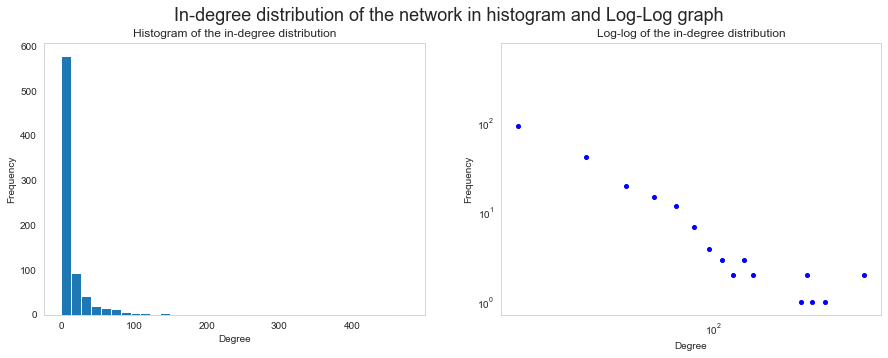 In-degree distribution of the network in histogram and Log-Log graph
Histogram of the in-degree distribution
600
500
400
300
200
100
0
Frequency
0 100 200 300 400
Degree
Log-log of the in-degree distribution
10²
10¹
10⁰
Frequency
10²
Degree